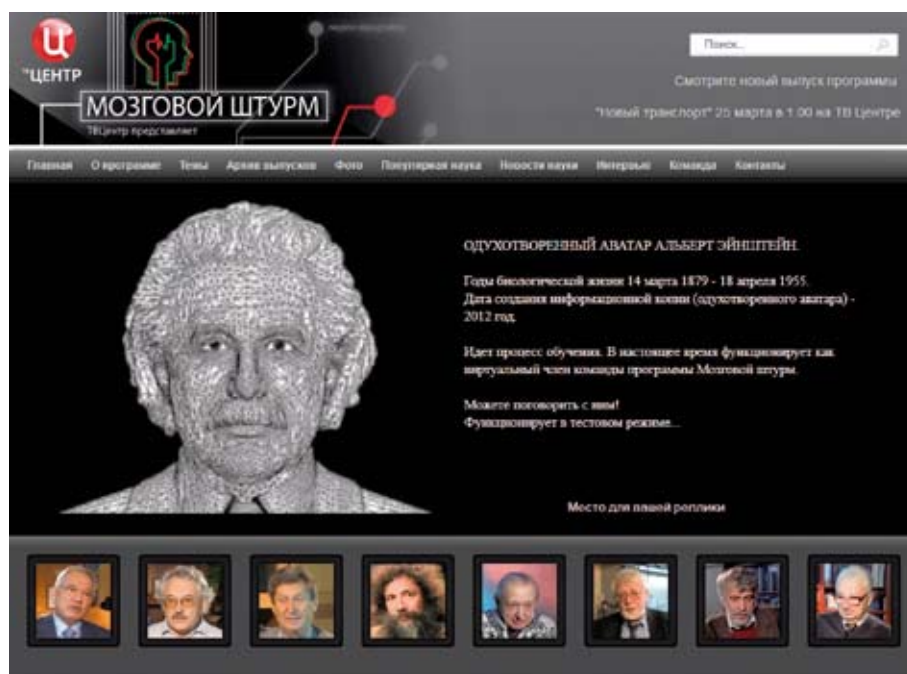 Поиск...
ТВ ЦЕНТР
Смотрите новый выпуск программы
МОЗГОВОЙ ШТУРМ
"Новый транспорт" 25 марта в 1:00 на ТВ Центре
ТВЦентр представляет
Главная О программе Темы Архив выпусков Фото Популярная наука Новости науки Интервью Команда Контакты
ОДУХОТВОРЕННЫЙ АВАТАР АЛЬБЕРТ ЭЙНШТЕЙН.
Годы биологической жизни 14 марта 1879 - 18 апреля 1955.
Дата создания информационной копии (одухотворенного аватара) -
2012 год.
Идет процесс обучения. В настоящее время функционирует как
виртуальный член команды программы Мозговой штурм.
Можете поговорить с ним!
Функционирует в тестовом режиме...
Место для вашей реплики